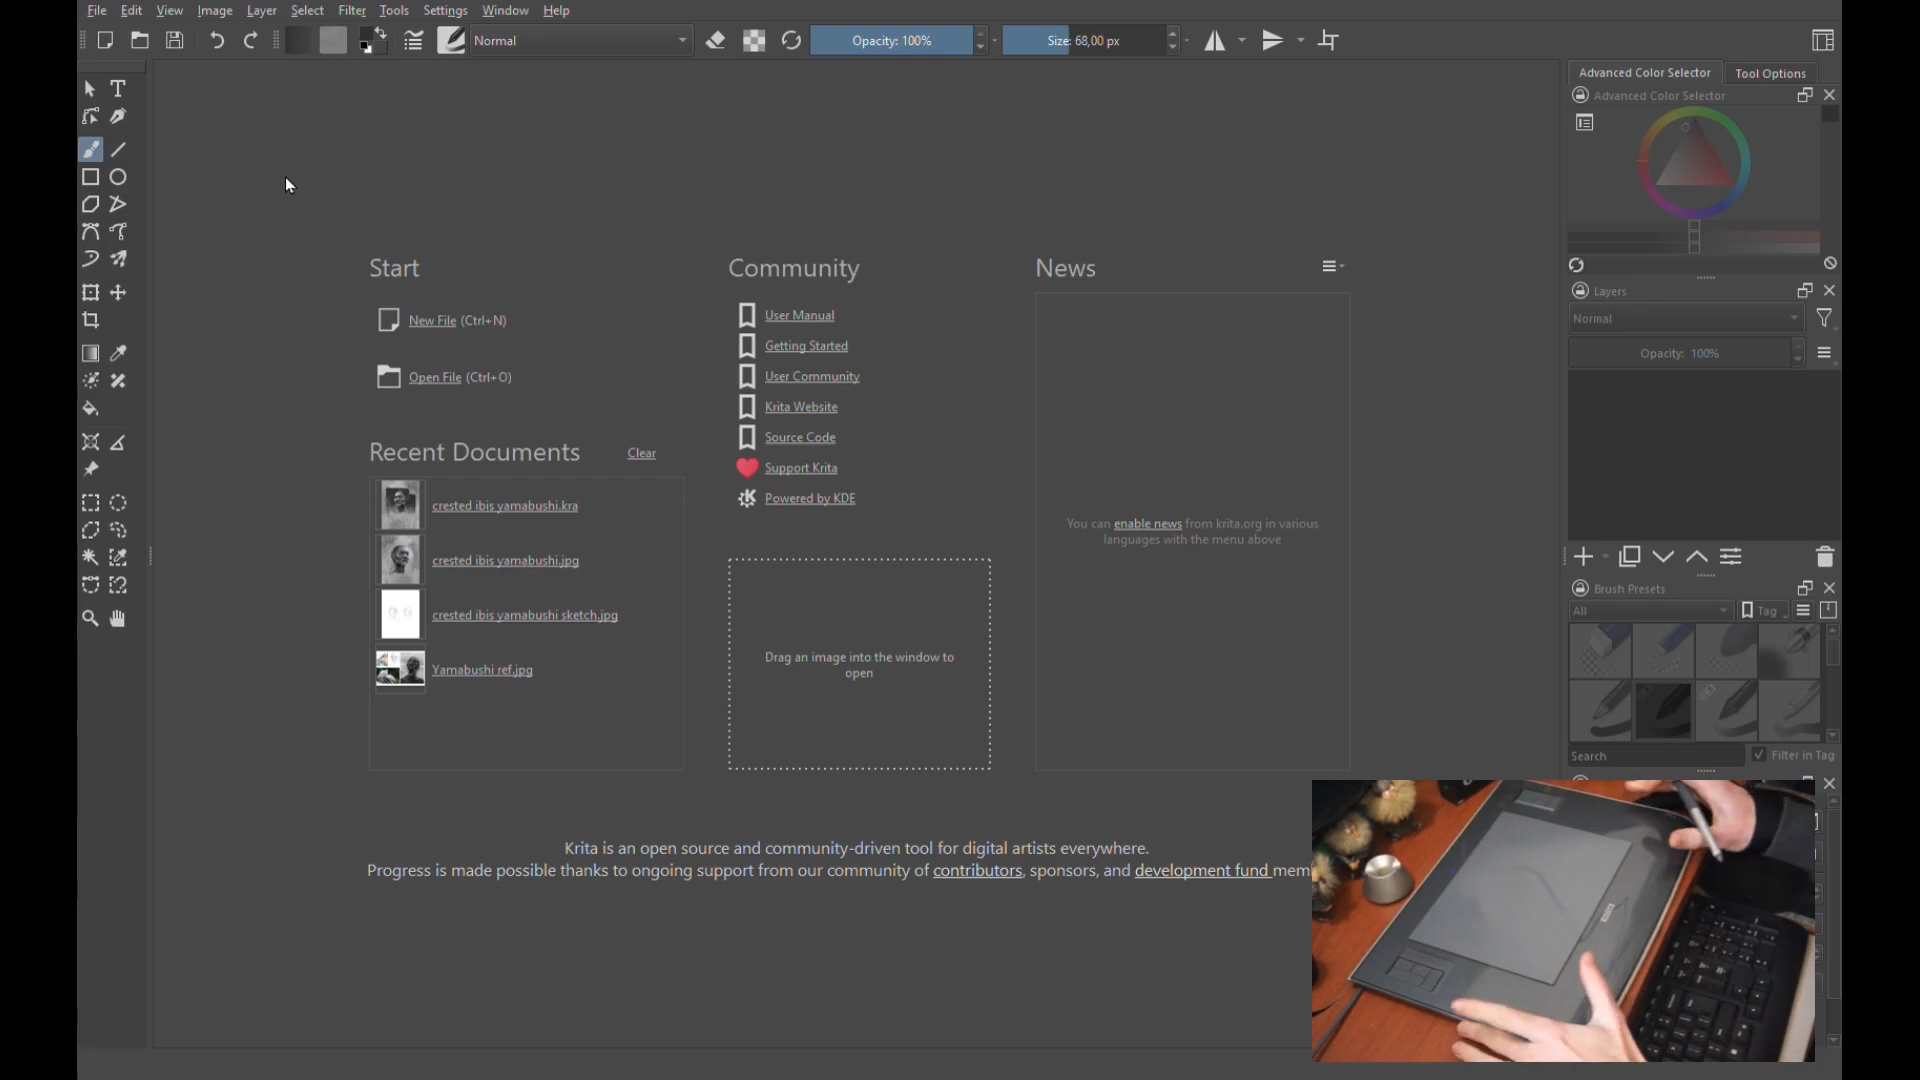 File Edit View Image Layer Select Filter Tools Settings Window Help
Normal
Opacity: 100%
Size: 68,00 px
Advanced Color Selector
Tool Options
Advanced Color Selector
Layers
Normal
Opacity: 100%
Start
New File (Ctrl+N)
Open File (Ctrl+O)
Recent Documents
Clear
crested ibis yamabushi.kra
crested ibis yamabushi.jpg
crested ibis yamabushi sketch.jpg
Yamabushi ref.jpg
Community
User Manual
Getting Started
User Community
Krita Website
Source Code
Support Krita
Powered by KDE
Drag an image into the window to
open
News
You can enable news from krita.org in various
languages with the menu above
Brush Presets
All
Tag
Search
Filter in Tag
Krita is an open source and community-driven tool for digital artists everywhere.
Progress is made possible thanks to ongoing support from our community of contributors, sponsors, and development fund mem